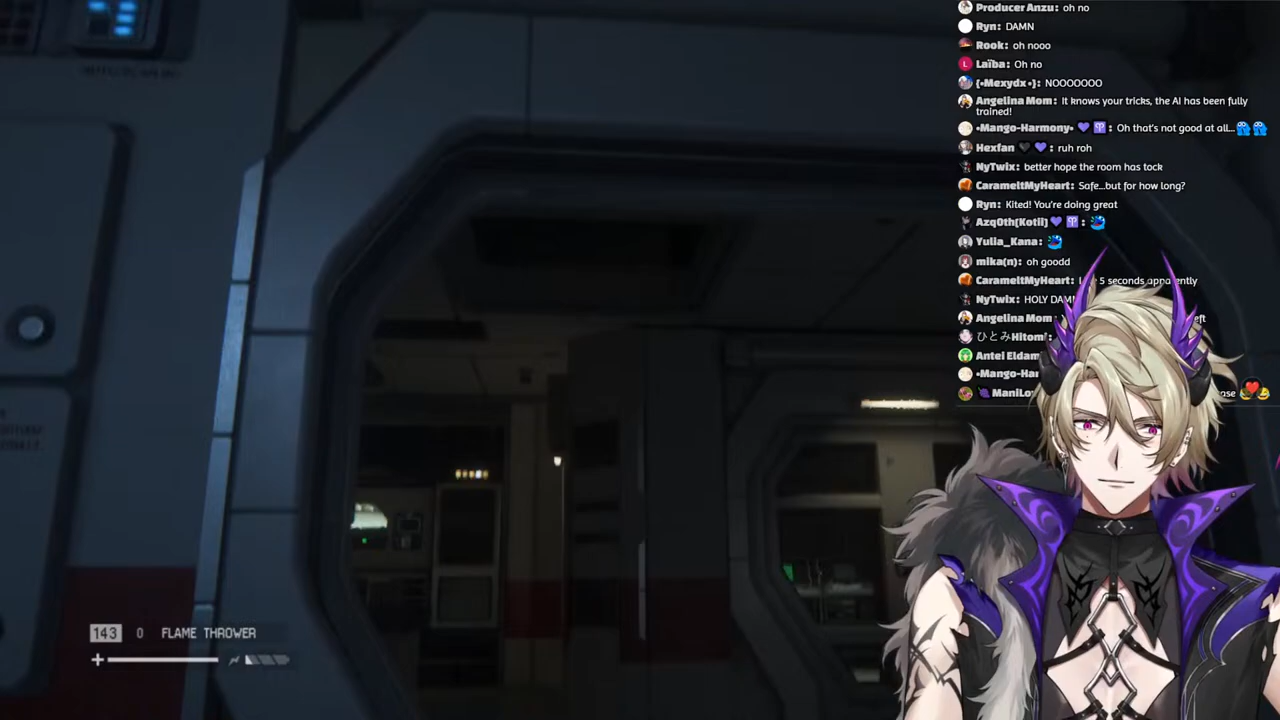 Producer Anzu: oh no
Ryn: DAMN
Rook: oh nooo
L Laïba: Oh no
{•Mexydx•}: NOOOOOOO
Angelina Mom: It knows your tricks, the AI has been fully
trained!
•Mango-Harmony• : Oh that's not good at all...
Hexfan : ruh roh
NyTwix: better hope the room has tock
CarameltMyHeart: Safe...but for how long?
Ryn: Kited! You're doing great
Azq0th[Kotii] :
Yulia_Kana:
mika(n): oh goodd
CarameltMyHeart: 5 seconds apparently
NyTwix: HOLY DAM
Angelina Mom:
ひとみHitomi:
Antei Eldam
•Mango-Har
ManiLo
143 0 FLAME THROWER